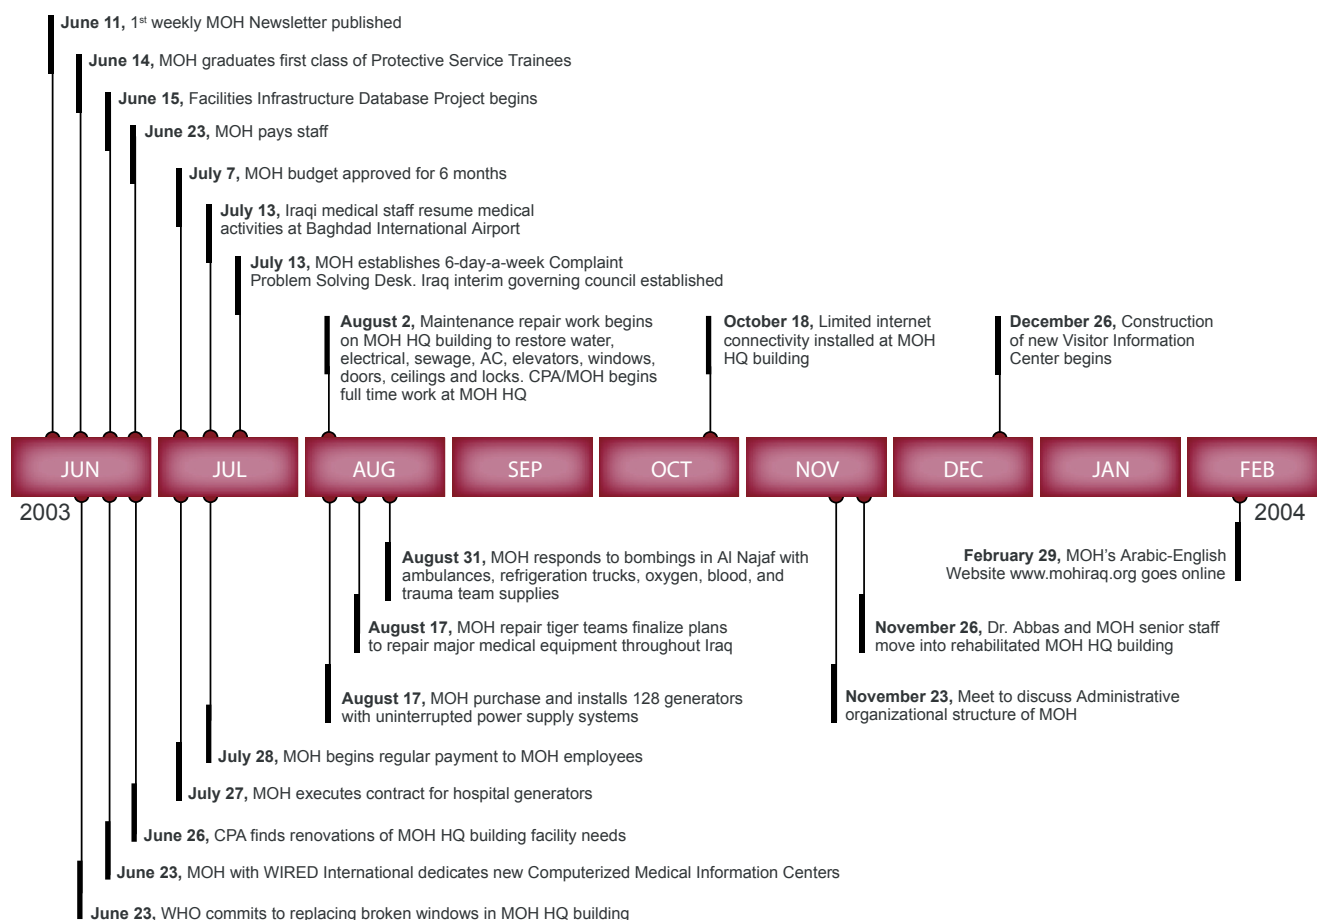 June 11, 1st weekly MOH Newsletter published
June 14, MOH graduates first class of Protective Service Trainees
June 15, Facilities Infrastructure Database Project begins
June 23, MOH pays staff
July 7, MOH budget approved for 6 months
July 13, Iraqi medical staff resume medical
activities at Baghdad International Airport
July 13, MOH establishes 6-day-a-week Complaint
Problem Solving Desk. Iraq interim governing council established
August 2, Maintenance repair work begins
on MOH HQ building to restore water,
electrical, sewage, AC, elevators, windows,
doors, ceilings and locks. CPA/MOH begins
full time work at MOH HQ
October 18, Limited internet
connectivity installed at MOH
HQ building
December 26, Construction
of new Visitor Information
Center begins
JUN JUL AUG SEP OCT NOV DEC JAN FEB
2003 2004
August 31, MOH responds to bombings in Al Najaf with
ambulances, refrigeration trucks, oxygen, blood, and
trauma team supplies
February 29, MOH's Arabic-English
Website www.mohiraq.org goes online
August 17, MOH repair tiger teams finalize plans
to repair major medical equipment throughout Iraq
November 26, Dr. Abbas and MOH senior staff
move into rehabilitated MOH HQ building
August 17, MOH purchase and installs 128 generators
with uninterrupted power supply systems
November 23, Meet to discuss Administrative
organizational structure of MOH
July 28, MOH begins regular payment to MOH employees
July 27, MOH executes contract for hospital generators
June 26, CPA finds renovations of MOH HQ building facility needs
June 23, MOH with WIRED International dedicates new Computerized Medical Information Centers
June 23, WHO commits to replacing broken windows in MOH HQ building